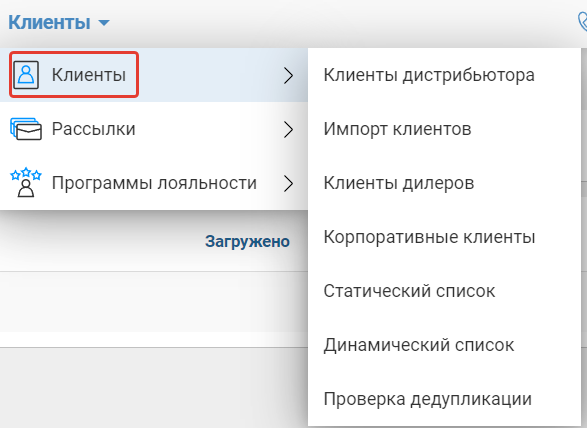 Клиенты
Клиенты
Рассылки
Программы лояльности
Загружено
Клиенты дистрибьютора
Импорт клиентов
Клиенты дилеров
Корпоративные клиенты
Статический список
Динамический список
Проверка дедупликации